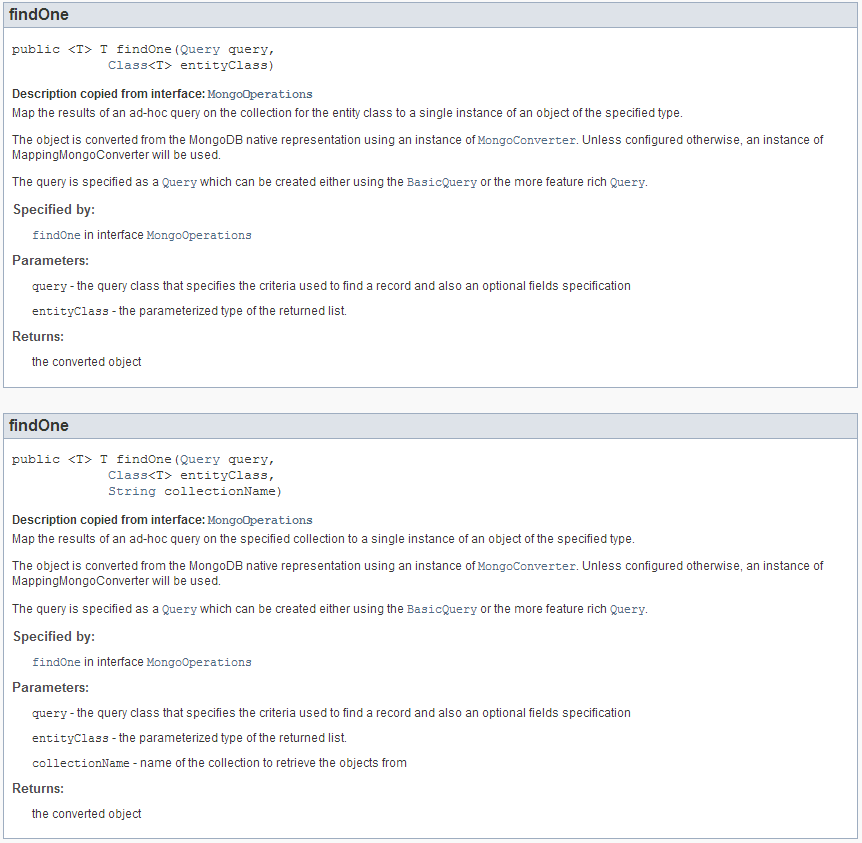 findOne
public <T> T findOne(Query query,
Class<T> entityClass)
Description copied from interface: MongoOperations
Map the results of an ad-hoc query on the collection for the entity class to a single instance of an object of the specified type.
The object is converted from the MongoDB native representation using an instance of MongoConverter. Unless configured otherwise, an instance of
MappingMongoConverter will be used.
The query is specified as a Query which can be created either using the BasicQuery or the more feature rich Query.
Specified by:
findOne in interface MongoOperations
Parameters:
query - the query class that specifies the criteria used to find a record and also an optional fields specification
entityClass - the parameterized type of the returned list.
Returns:
the converted object
findOne
public <T> T findOne(Query query,
Class<T> entityClass,
String collectionName)
Description copied from interface: MongoOperations
Map the results of an ad-hoc query on the specified collection to a single instance of an object of the specified type.
The object is converted from the MongoDB native representation using an instance of MongoConverter. Unless configured otherwise, an instance of
MappingMongoConverter will be used.
The query is specified as a Query which can be created either using the BasicQuery or the more feature rich Query.
Specified by:
findOne in interface MongoOperations
Parameters:
query - the query class that specifies the criteria used to find a record and also an optional fields specification
entityClass - the parameterized type of the returned list.
collectionName - name of the collection to retrieve the objects from
Returns:
the converted object